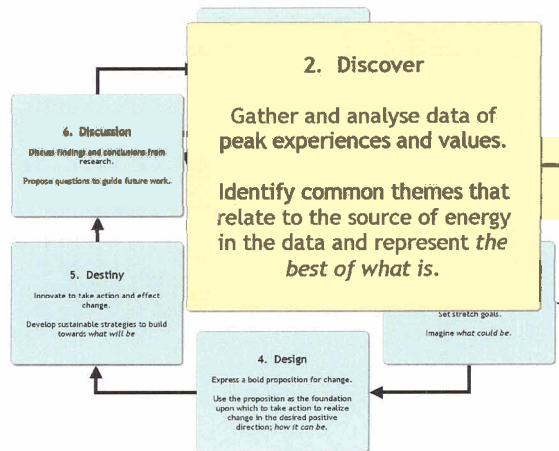 2. Discover
Gather and analyse data of
peak experiences and values.
Identify common themes that
relate to the source of energy
in the data and represent the
best of what is.
6. Discussion
Discuss findings and conclusions from
research.
Propose questions to guide future work.
5. Destiny
Innovate to take action and effect
change.
Develop sustainable strategies to build
towards what will be
Set stretch goals.
Imagine what could be.
4. Design
Express a bold proposition for change.
Use the proposition as the foundation
upon which to take action to realize
change in the desired positive
direction; how it can be.